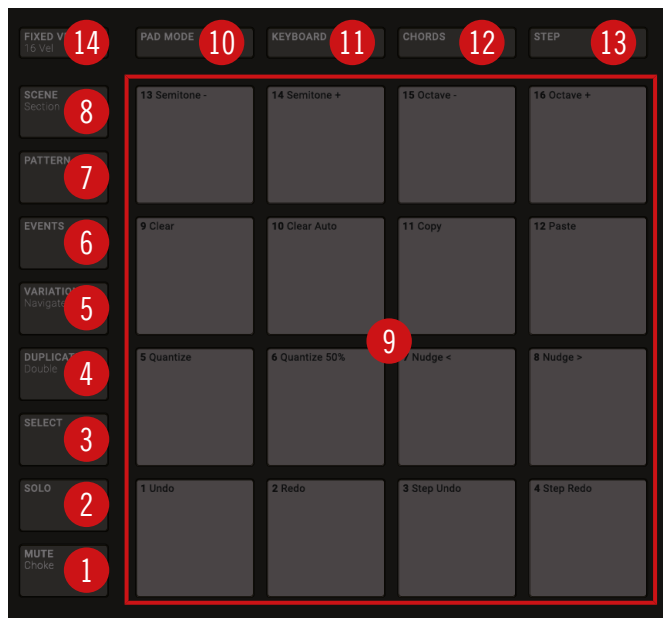 FIXED
16 Vel
14
PAD MODE
10
KEYBOARD
11
CHORDS
12
STEP
13
SCENE
Section
8
13 Semitone -
14 Semitone +
15 Octave -
16 Octave +
PATTERN
7
EVENTS
6
9 Clear
10 Clear Auto
11 Copy
12 Paste
VARIATION
Navigate
5
9
DUPLICATE
Double
4
5 Quantize
6 Quantize 50%
7 Nudge <
8 Nudge >
SELECT
3
SOLO
2
1 Undo
2 Redo
3 Step Undo
4 Step Redo
MUTE
Choke
1